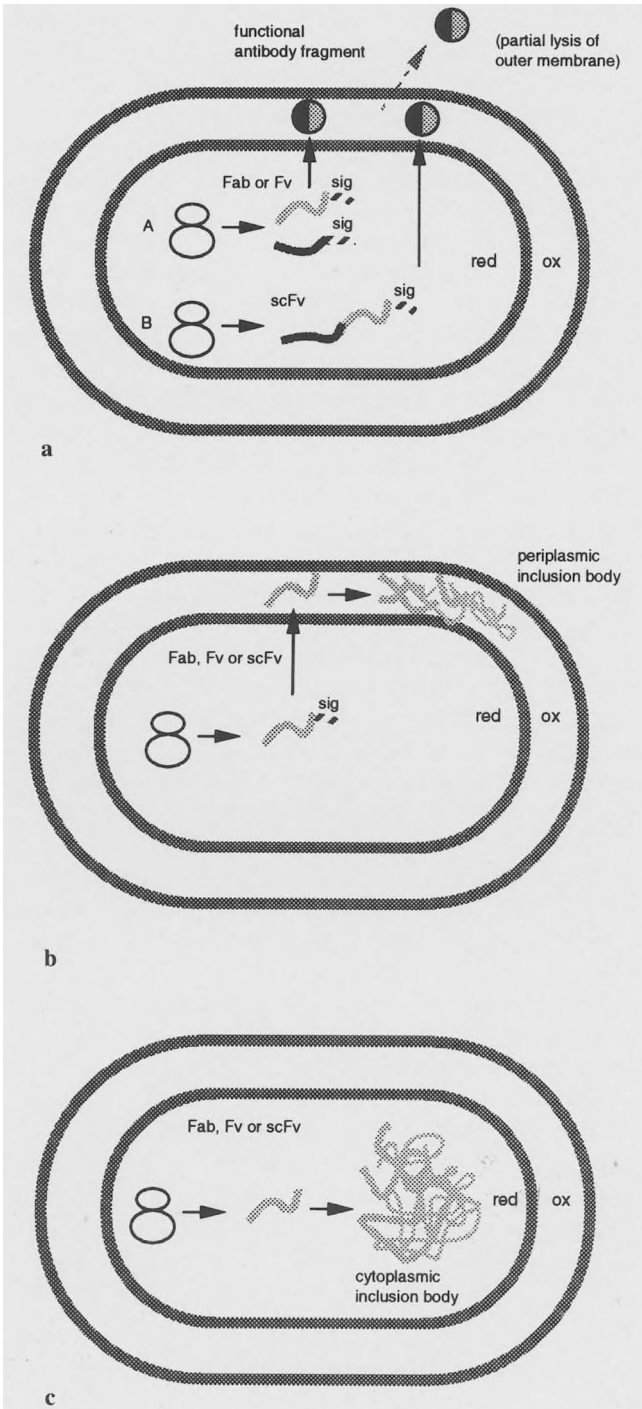 functional
antibody fragment
(partial lysis of
outer membrane)
Fab or Fv
sig
A
sig
red
ox
B
scFv
sig
a
periplasmic
inclusion body
Fab, Fv or scFv
sig
red
ox
b
Fab, Fv or scFv
red
ox
cytoplasmic
inclusion body
c